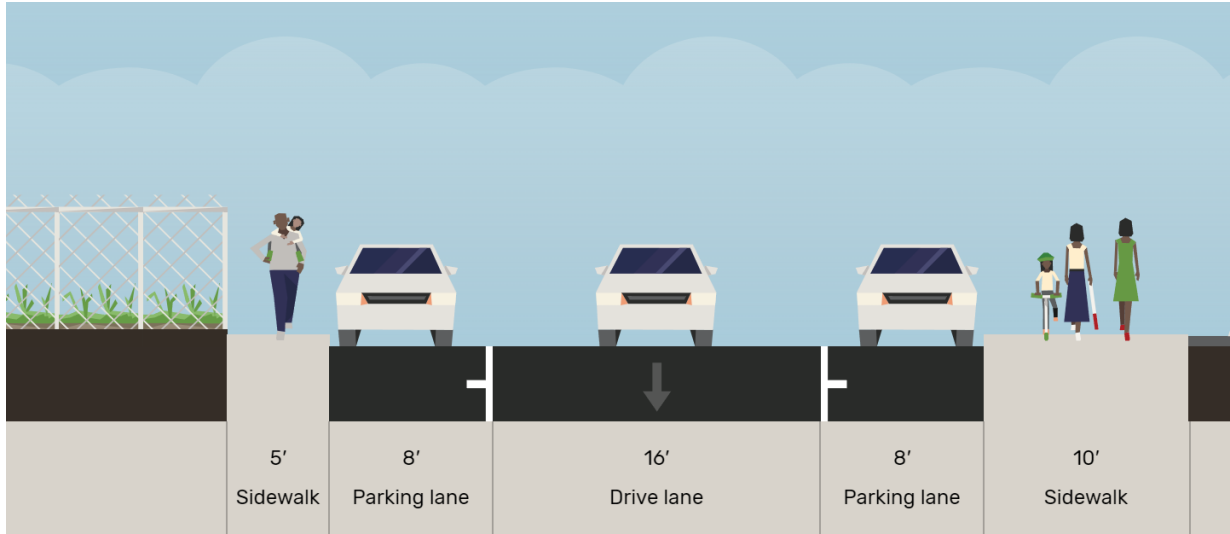 5′
Sidewalk
8′
Parking lane
16′
Drive lane
8′
Parking lane
10′
Sidewalk